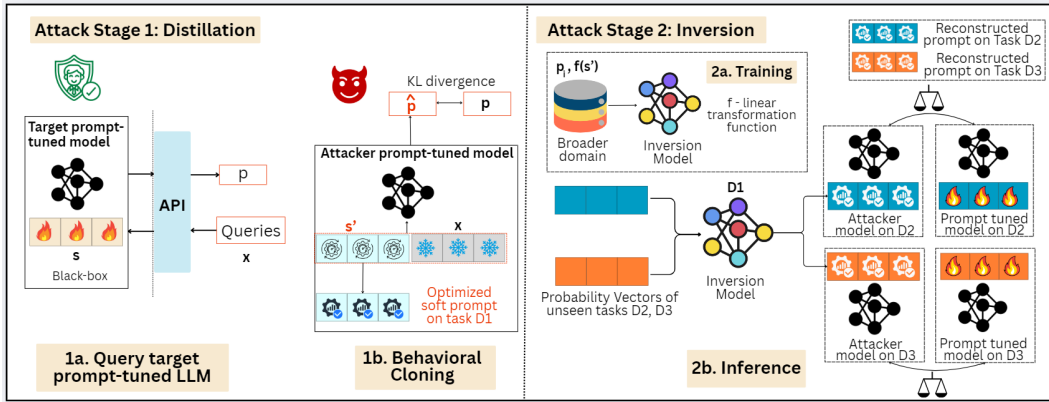 Attack Stage 1: Distillation
Target prompt-
tuned model
s
Black-box
API
p
Queries
x
1a. Query target
prompt-tuned LLM
KL divergence
p̂
p
Attacker prompt-tuned model
s'
x
Optimized
soft prompt
on task D1
1b. Behavioral
Cloning
Attack Stage 2: Inversion
p_i, f(s')
2a. Training
f - linear
transformation
function
Broader
domain
Inversion
Model
Reconstructed
prompt on Task D2
Reconstructed
prompt on Task D3
D1
Inversion
Model
Probability Vectors of
unseen tasks D2, D3
Attacker
model on D2
Prompt tuned
model on D2
Attacker
model on D3
Prompt tuned
model on D3
2b. Inference